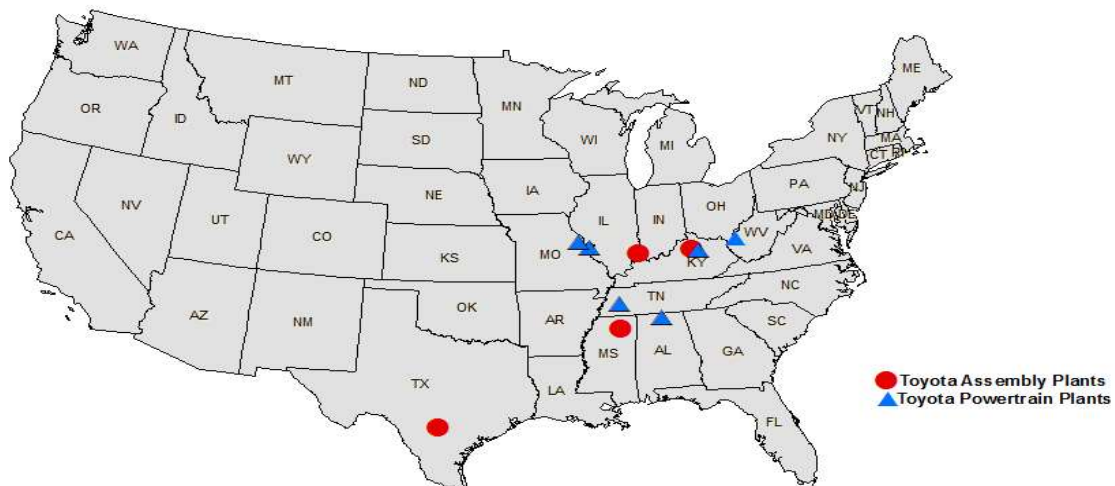 WA
MT
ND
MN
ME
OR
ID
SD
WI
MI
NY
VT
NH
MA
CT
RI
WY
NE
IA
PA
NJ
NV
UT
CO
IL
IN
OH
MD
DE
WV
VA
CA
KS
MO
KY
AZ
NM
OK
AR
TN
NC
SC
TX
LA
MS
AL
GA
FL
Toyota Assembly Plants
Toyota Powertrain Plants